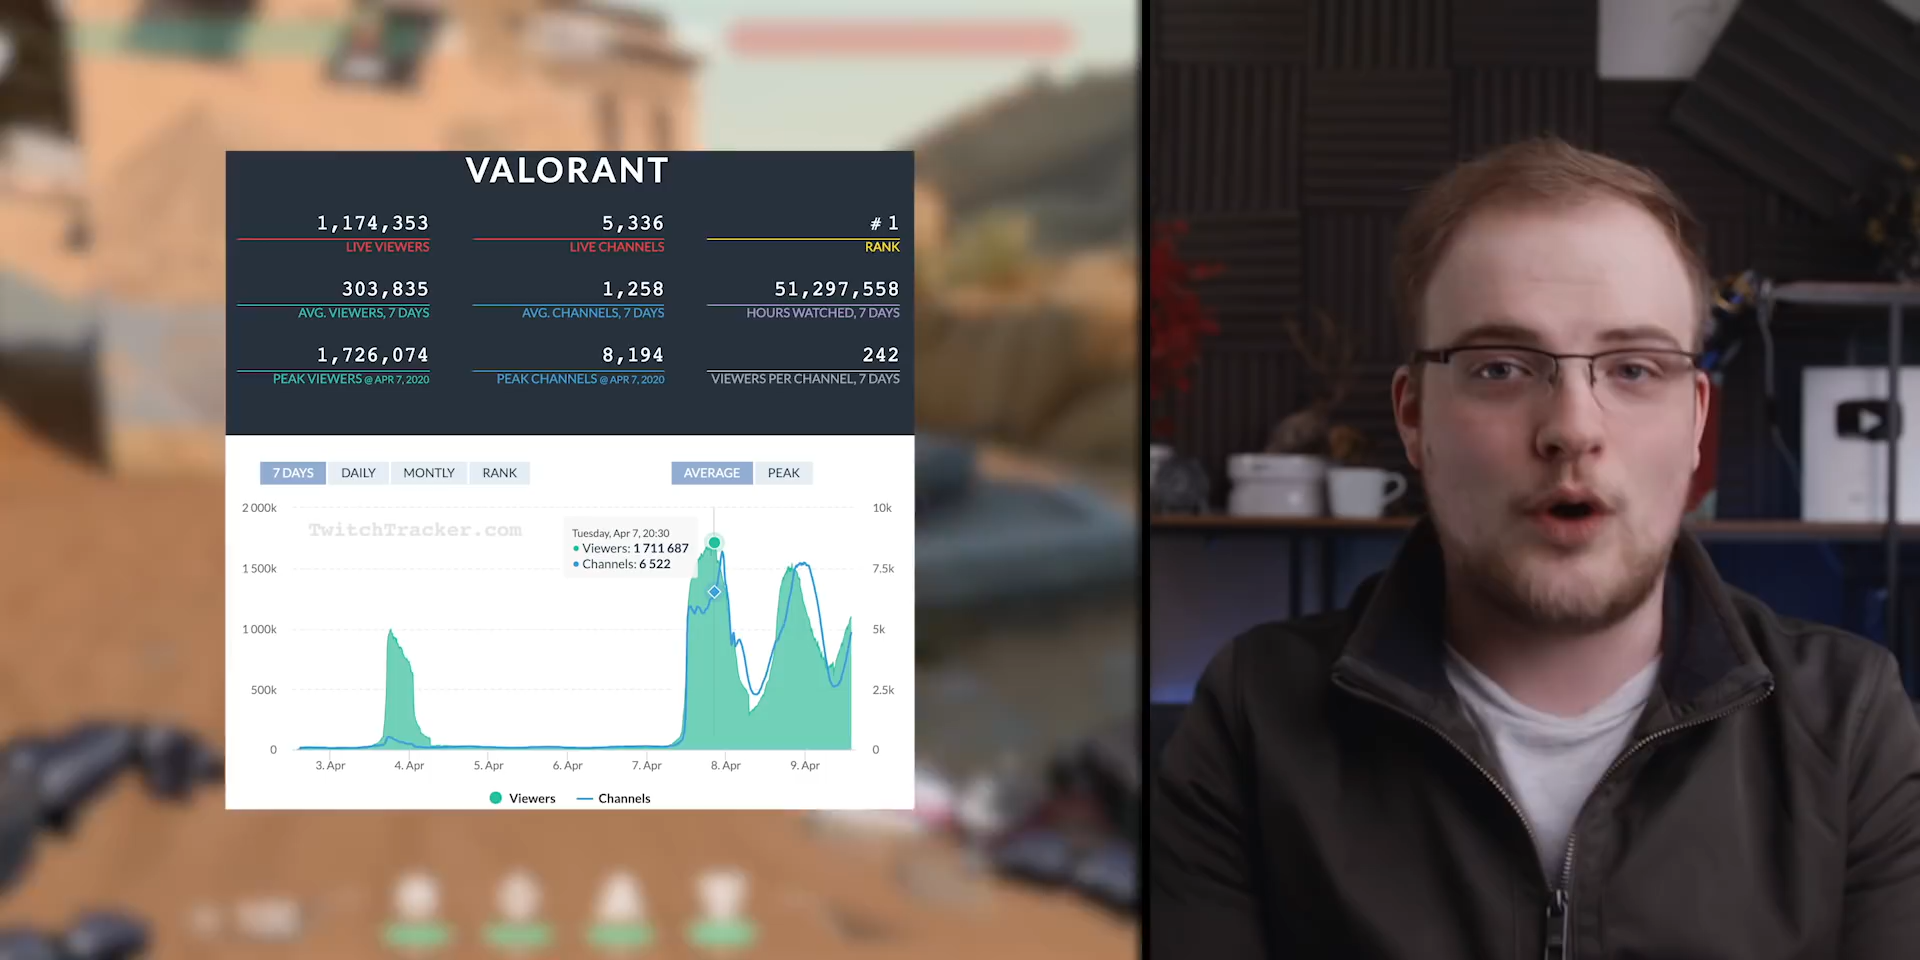 VALORANT
1,174,353
LIVE VIEWERS
5,336
LIVE CHANNELS
# 1
RANK
303,835
AVG. VIEWERS, 7 DAYS
1,258
AVG. CHANNELS, 7 DAYS
51,297,558
HOURS WATCHED, 7 DAYS
1,726,074
PEAK VIEWERS @ APR 7, 2020
8,194
PEAK CHANNELS @ APR 7, 2020
242
VIEWERS PER CHANNEL, 7 DAYS
7 DAYS DAILY MONTLY RANK AVERAGE PEAK
2 000k 10k
TwitchTracker.com
Tuesday, Apr 7, 20:30
Viewers: 1 711 687
Channels: 6 522
1 500k 7.5k
1 000k 5k
500k 2.5k
0 0
3. Apr 4. Apr 5. Apr 6. Apr 7. Apr 8. Apr 9. Apr
Viewers Channels